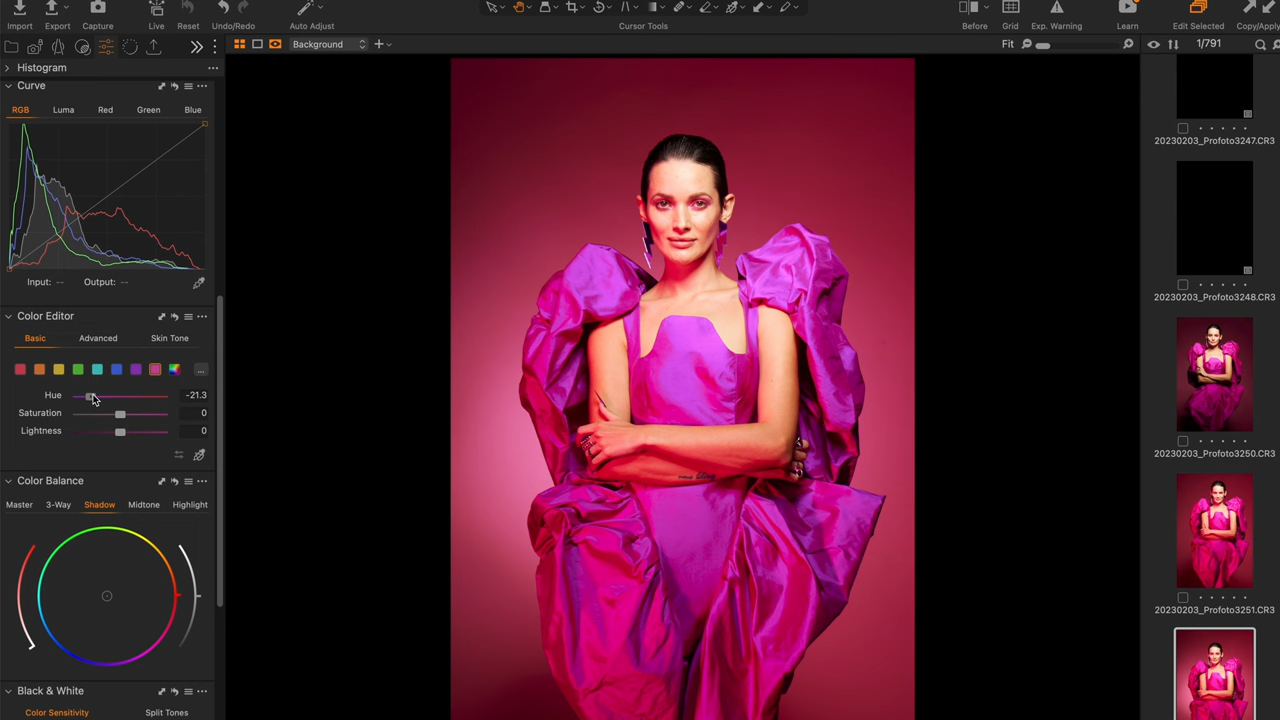 Import Export Capture Live Reset Undo/Redo Auto Adjust Cursor Tools Before Grid Exp. Warning Learn Edit Selected Copy/Apply
Background Fit 1/791
Histogram
Curve
RGB Luma Red Green Blue
Input: -- Output: --
Color Editor
Basic Advanced Skin Tone
Hue -21.3
Saturation 0
Lightness 0
Color Balance
Master 3-Way Shadow Midtone Highlight
Black & White
Color Sensitivity Split Tones
20230203_Profoto3247.CR3
20230203_Profoto3248.CR3
20230203_Profoto3250.CR3
20230203_Profoto3251.CR3